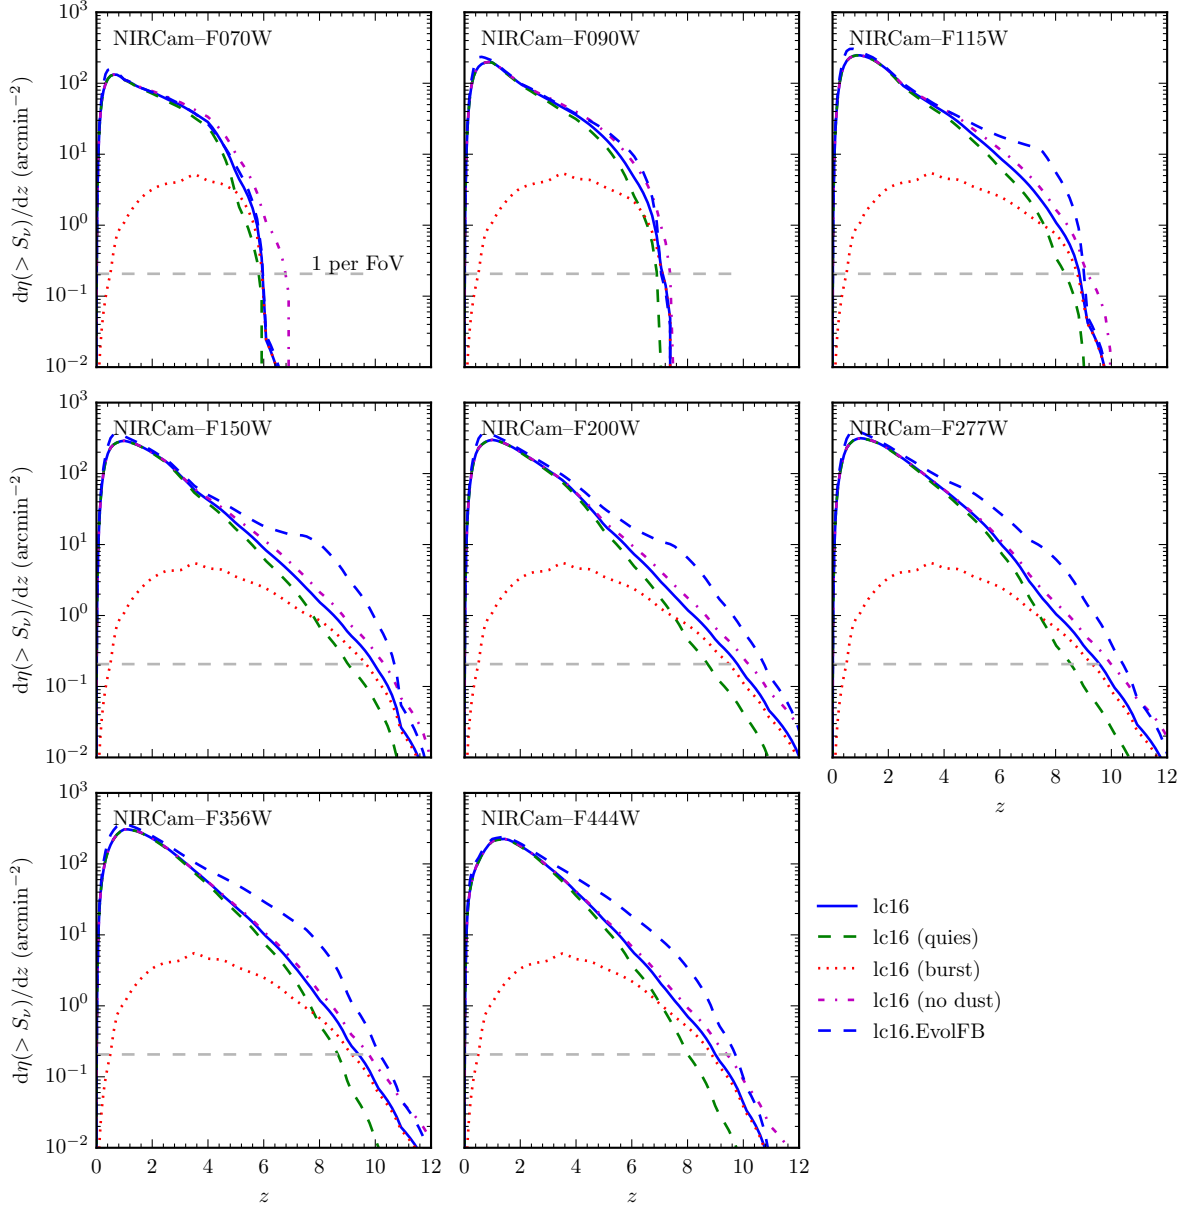 NIRCam–F070W
NIRCam–F090W
NIRCam–F115W
10³
10²
10¹
10⁰
10⁻¹
10⁻²
dη(> Sν)/dz (arcmin⁻²)
1 per FoV
NIRCam–F150W
NIRCam–F200W
NIRCam–F277W
10³
10²
10¹
10⁰
10⁻¹
10⁻²
dη(> Sν)/dz (arcmin⁻²)
0 2 4 6 8 10 12
z
NIRCam–F356W
NIRCam–F444W
10³
10²
10¹
10⁰
10⁻¹
10⁻²
dη(> Sν)/dz (arcmin⁻²)
0 2 4 6 8 10 12
z
0 2 4 6 8 10 12
z
lc16
lc16 (quies)
lc16 (burst)
lc16 (no dust)
lc16.EvolFB